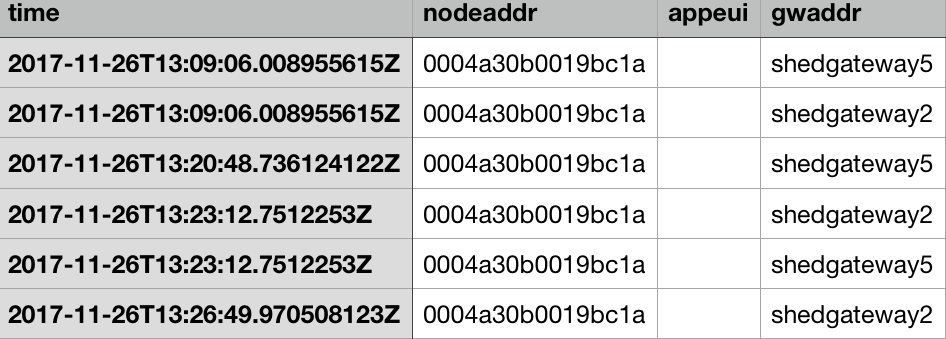 time nodeaddr appeui gwaddr
2017-11-26T13:09:06.008955615Z 0004a30b0019bc1a shedgateway5
2017-11-26T13:09:06.008955615Z 0004a30b0019bc1a shedgateway2
2017-11-26T13:20:48.736124122Z 0004a30b0019bc1a shedgateway5
2017-11-26T13:23:12.7512253Z 0004a30b0019bc1a shedgateway2
2017-11-26T13:23:12.7512253Z 0004a30b0019bc1a shedgateway5
2017-11-26T13:26:49.970508123Z 0004a30b0019bc1a shedgateway2